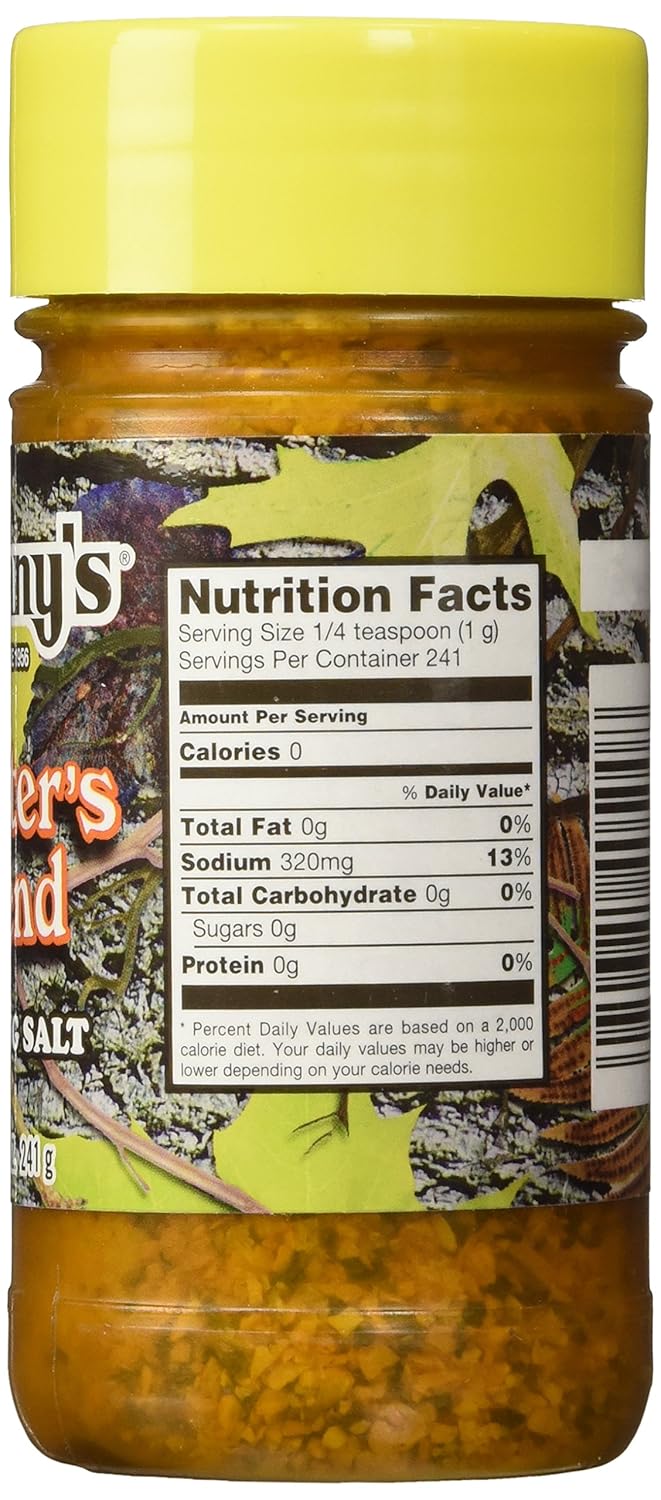 ny's®
1956
er's
nd
G SALT
241 g
Nutrition Facts
Serving Size 1/4 teaspoon (1 g)
Servings Per Container 241
Amount Per Serving
Calories 0
% Daily Value*
Total Fat 0g 0%
Sodium 320mg 13%
Total Carbohydrate 0g 0%
Sugars 0g
Protein 0g 0%
* Percent Daily Values are based on a 2,000
calorie diet. Your daily values may be higher or
lower depending on your calorie needs.